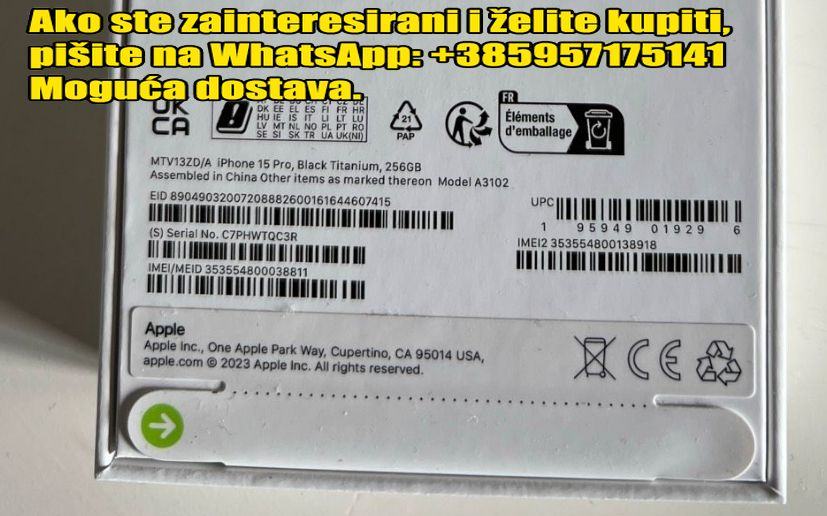 Ako ste zainteresirani i želite kupiti,
pišite na WhatsApp: +385957175141
Moguća dostava.
UK
CA
DK EE EL ES FI FR HR
HU IE IS IT LI LT LU
LV MT NL NO PL PT RO
SE SI SK TR UA UK(NI)
21
PAP
FR
Éléments
d'emballage
MTV13ZD/A iPhone 15 Pro, Black Titanium, 256GB
Assembled in China Other items as marked thereon Model A3102
EID 89049032007208882600161644607415
(S) Serial No. C7PHWTQC3R
IMEI/MEID 353554800038811
UPC
1 95949 01929 6
IMEI2 353554800138918
Apple
Apple Inc., One Apple Park Way, Cupertino, CA 95014 USA,
apple.com © 2023 Apple Inc. All rights reserved.
CE